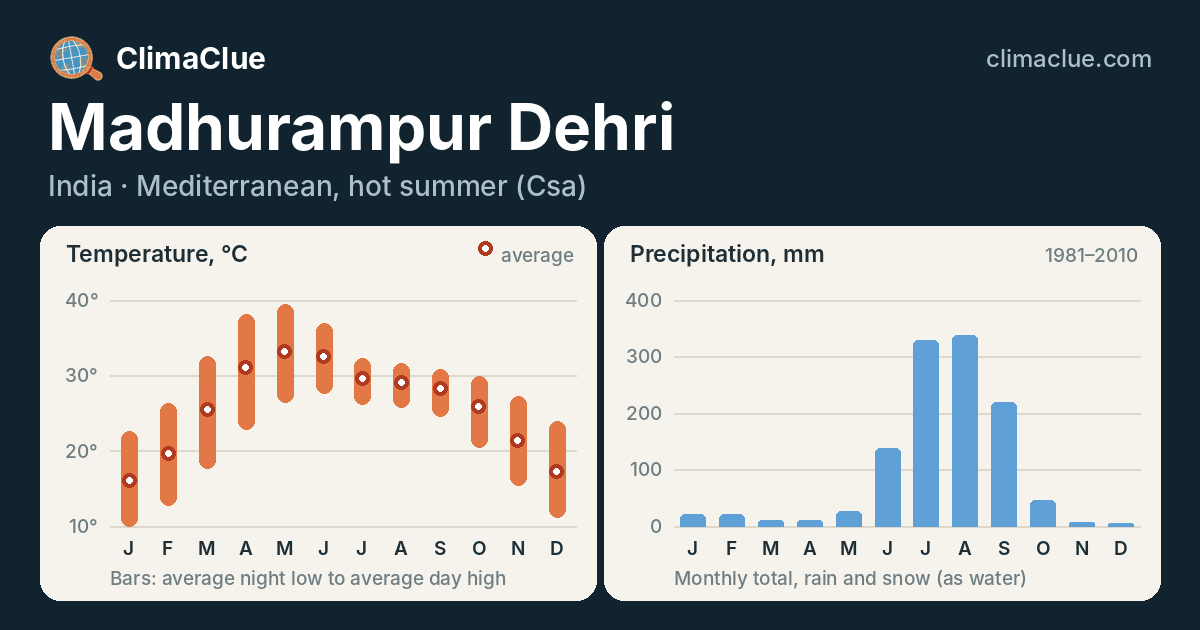 ClimaClue
climaclue.com
Madhurampur Dehri
India · Mediterranean, hot summer (Csa)
Temperature, °C
average
40°
30°
20°
10°
J F M A M J J A S O N D
Bars: average night low to average day high
Precipitation, mm
1981–2010
400
300
200
100
0
J F M A M J J A S O N D
Monthly total, rain and snow (as water)